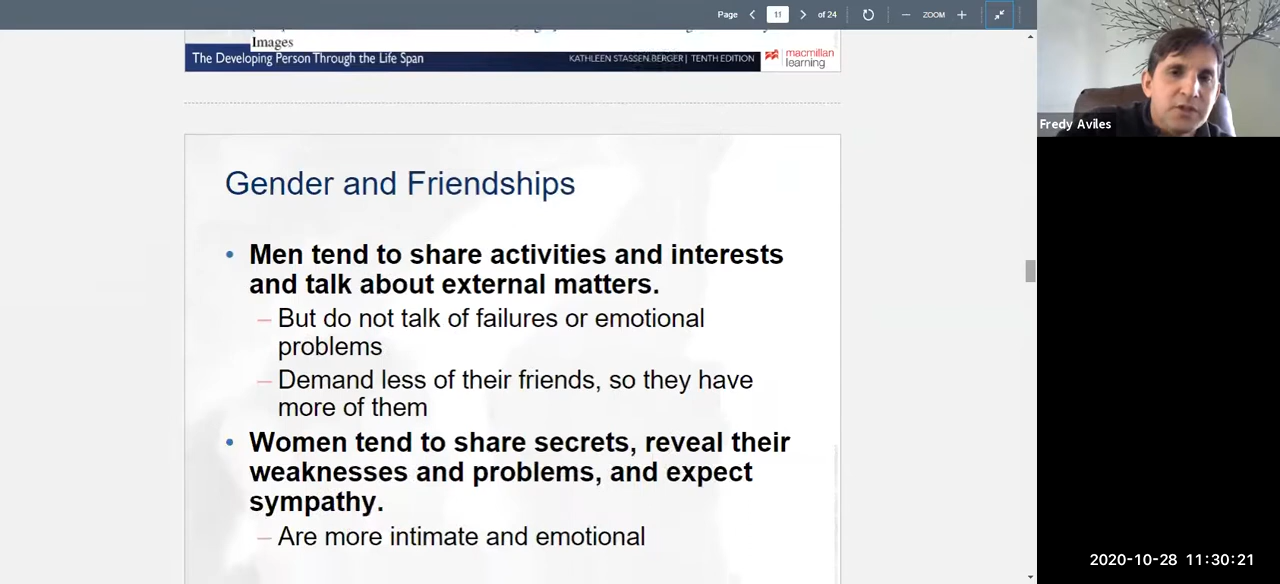 Page 11 of 24 ZOOM
Images
The Developing Person Through the Life Span
KATHLEEN STASSEN BERGER | TENTH EDITION
macmillan
learning
Fredy Aviles
Gender and Friendships
• Men tend to share activities and interests
and talk about external matters.
– But do not talk of failures or emotional
problems
– Demand less of their friends, so they have
more of them
• Women tend to share secrets, reveal their
weaknesses and problems, and expect
sympathy.
– Are more intimate and emotional
2020-10-28 11:30:21